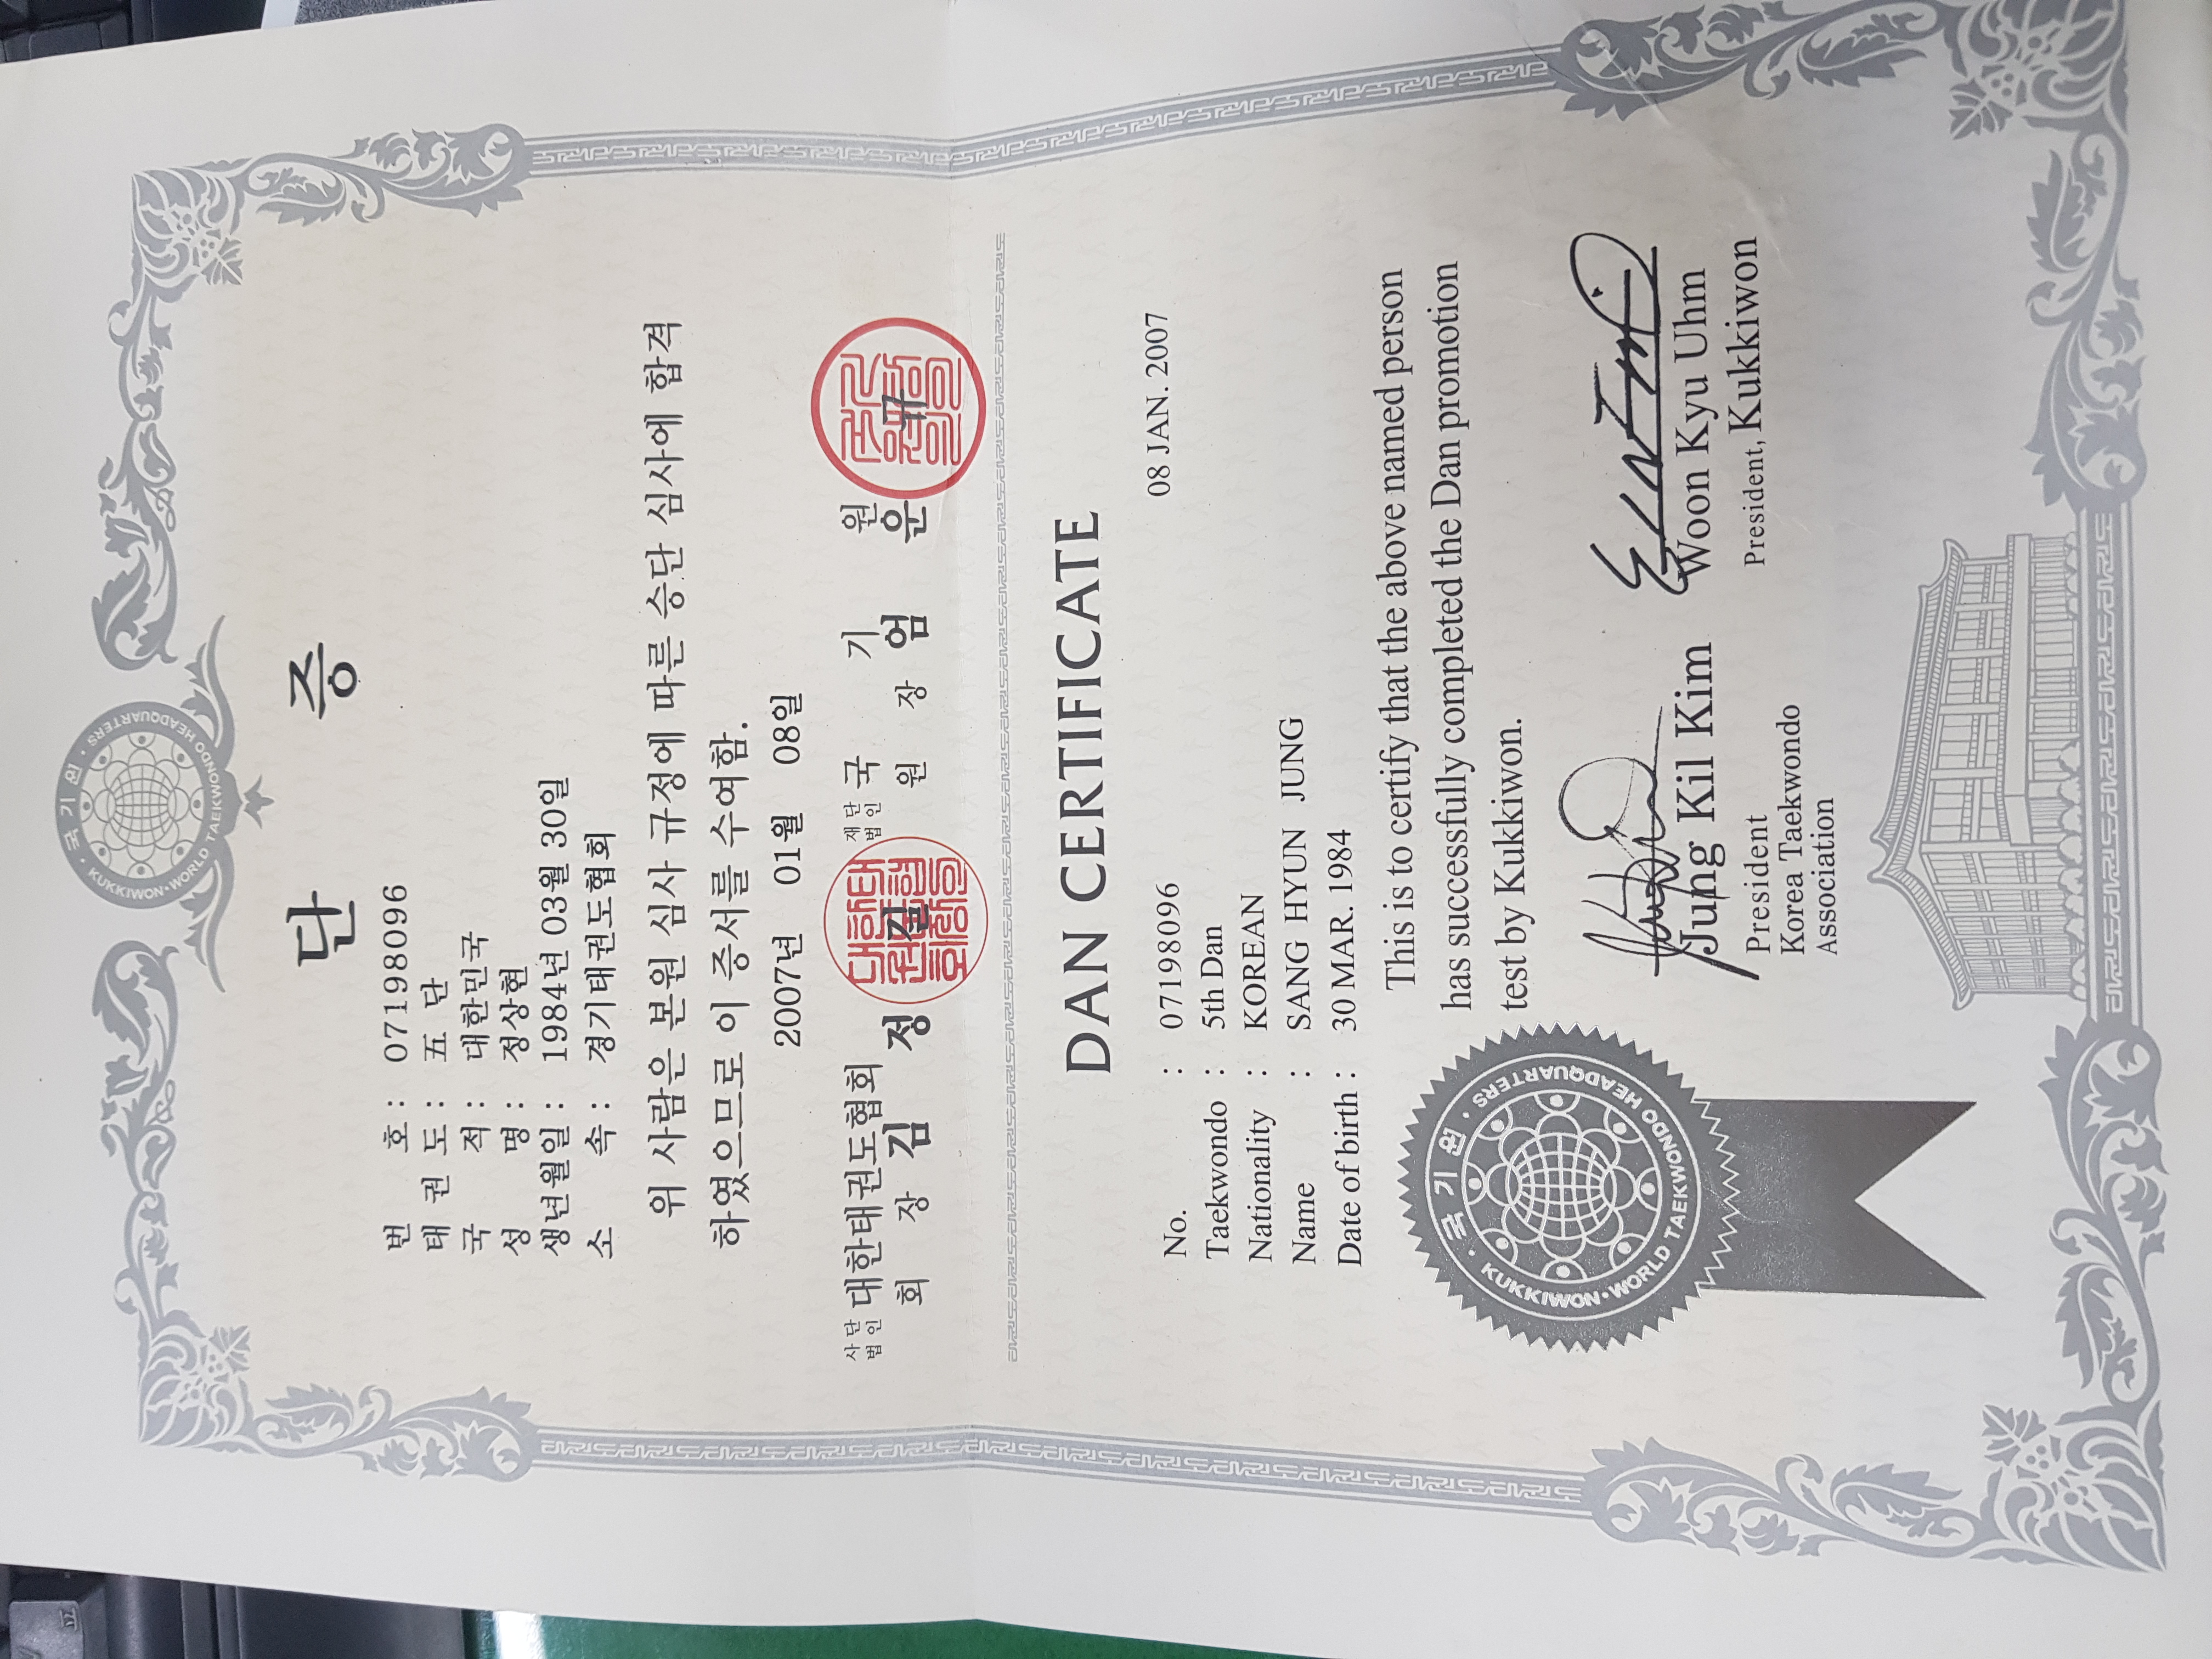 국 기 원
KUKKIWON · WORLD TAEKWONDO HEADQUARTERS
단 증
번 호 : 07198096
태 권 도 : 五 단
국 적 : 대한민국
성 명 : 정상현
생년월일 : 1984년 03월 30일
소 속 : 경기태권도협회
위 사람은 본원 심사 규정에 따른 승단 심사에 합격
하였으므로 이 증서를 수여함.
2007년 01월 08일
사단법인 대한태권도협회
회 장 김 정 길
재단법인 국 기 원
원 장 엄 운 규
DAN CERTIFICATE
08 JAN. 2007
No. : 07198096
Taekwondo : 5th Dan
Nationality : KOREAN
Name : SANG HYUN JUNG
Date of birth : 30 MAR. 1984
This is to certify that the above named person
has successfully completed the Dan promotion
test by Kukkiwon.
국 기 원
KUKKIWON · WORLD TAEKWONDO HEADQUARTERS
Jung Kil Kim
President
Korea Taekwondo
Association
Woon Kyu Uhm
President, Kukkiwon